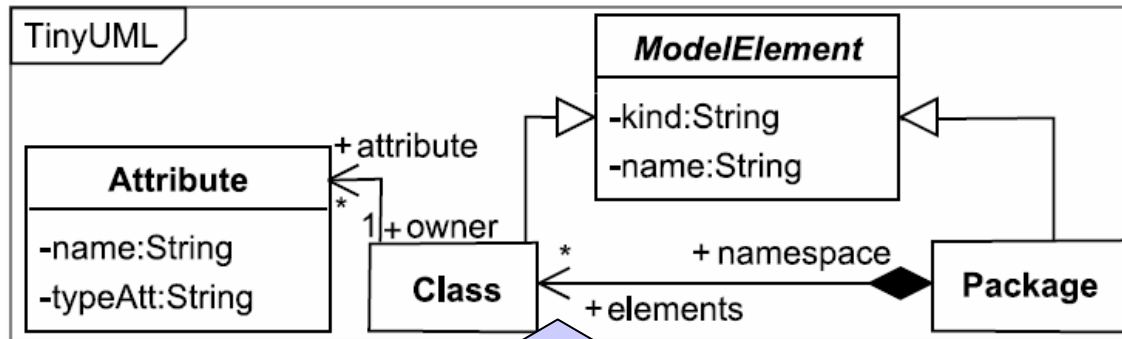 TinyUML
ModelElement
-kind:String
-name:String
+ attribute
*
1 + owner
Attribute
-name:String
-typeAtt:String
Class
*
+ elements
+ namespace
Package